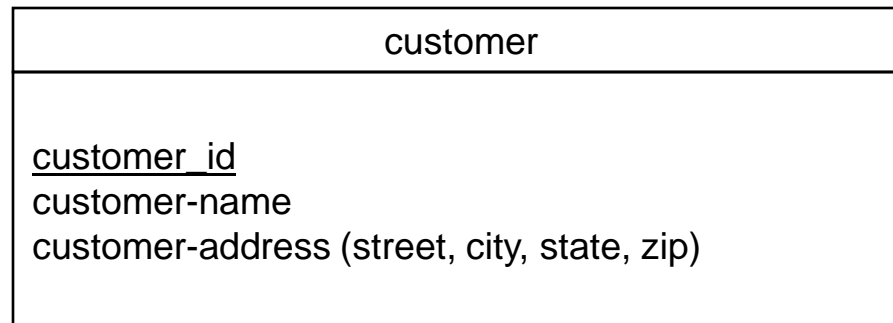 customer
customer_id
customer-name
customer-address (street, city, state, zip)